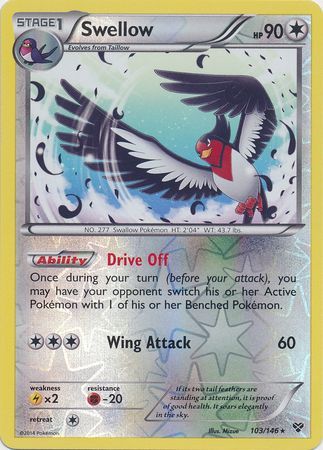 STAGE1
Swellow
HP 90
Evolves from Taillow
NO. 277 Swallow Pokémon HT: 2'04" WT: 43.7 lbs.
Ability Drive Off
Once during your turn (before your attack), you
may have your opponent switch his or her Active
Pokémon with 1 of his or her Benched Pokémon.
Wing Attack 60
weakness
×2
resistance
-20
retreat
If its two tail feathers are
standing at attention, it is proof
of good health. It soars elegantly
in the sky.
©2014 Pokémon
Illus. Mizue
103/146★